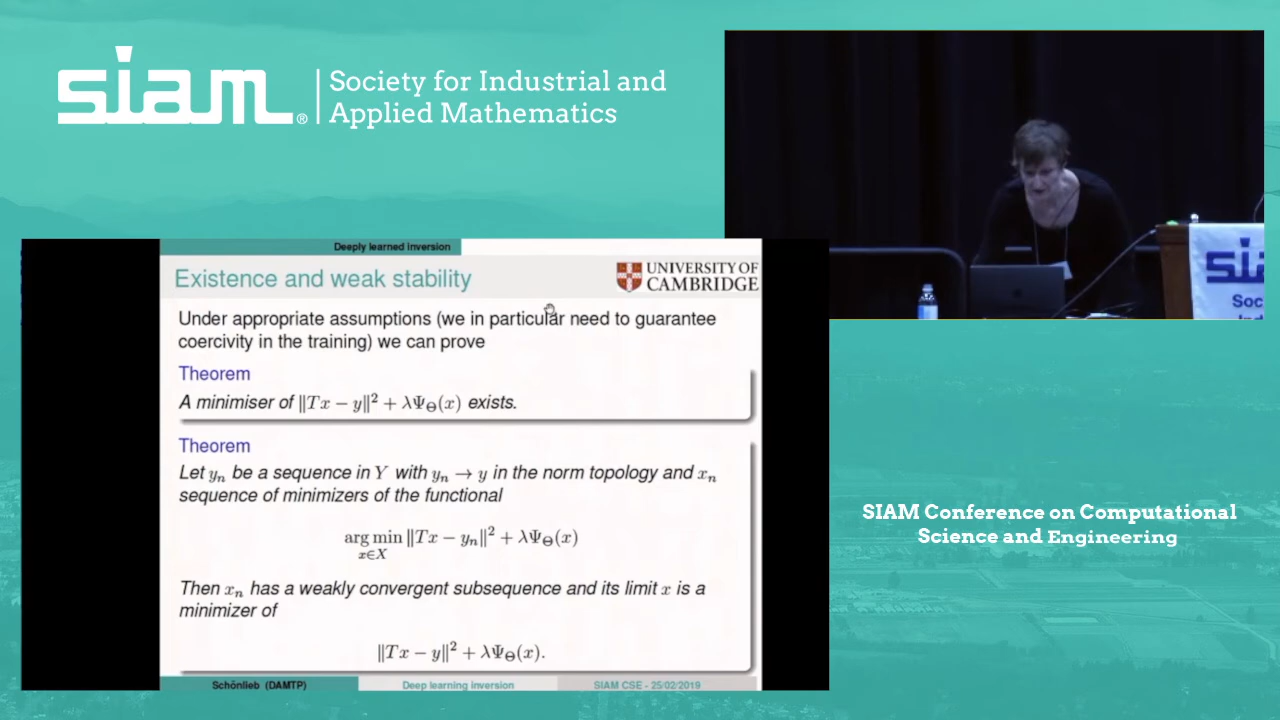 siam®
Society for Industrial and
Applied Mathematics
Deeply learned inversion
Existence and weak stability
UNIVERSITY OF
CAMBRIDGE
Under appropriate assumptions (we in particular need to guarantee
coercivity in the training) we can prove
Theorem
A minimiser of ‖Tx − y‖² + λΨ_Θ(x) exists.
Theorem
Let y_n be a sequence in Y with y_n → y in the norm topology and x_n
sequence of minimizers of the functional
arg min ‖Tx − y_n‖² + λΨ_Θ(x)
x∈X
Then x_n has a weakly convergent subsequence and its limit x is a
minimizer of
‖Tx − y‖² + λΨ_Θ(x).
Schönlieb (DAMTP)
Deep learning inversion
SIAM CSE - 25/02/2019
SIAM Conference on Computational
Science and Engineering